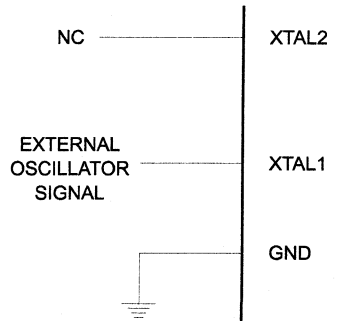 NC XTAL2
EXTERNAL
OSCILLATOR
SIGNAL
XTAL1
GND